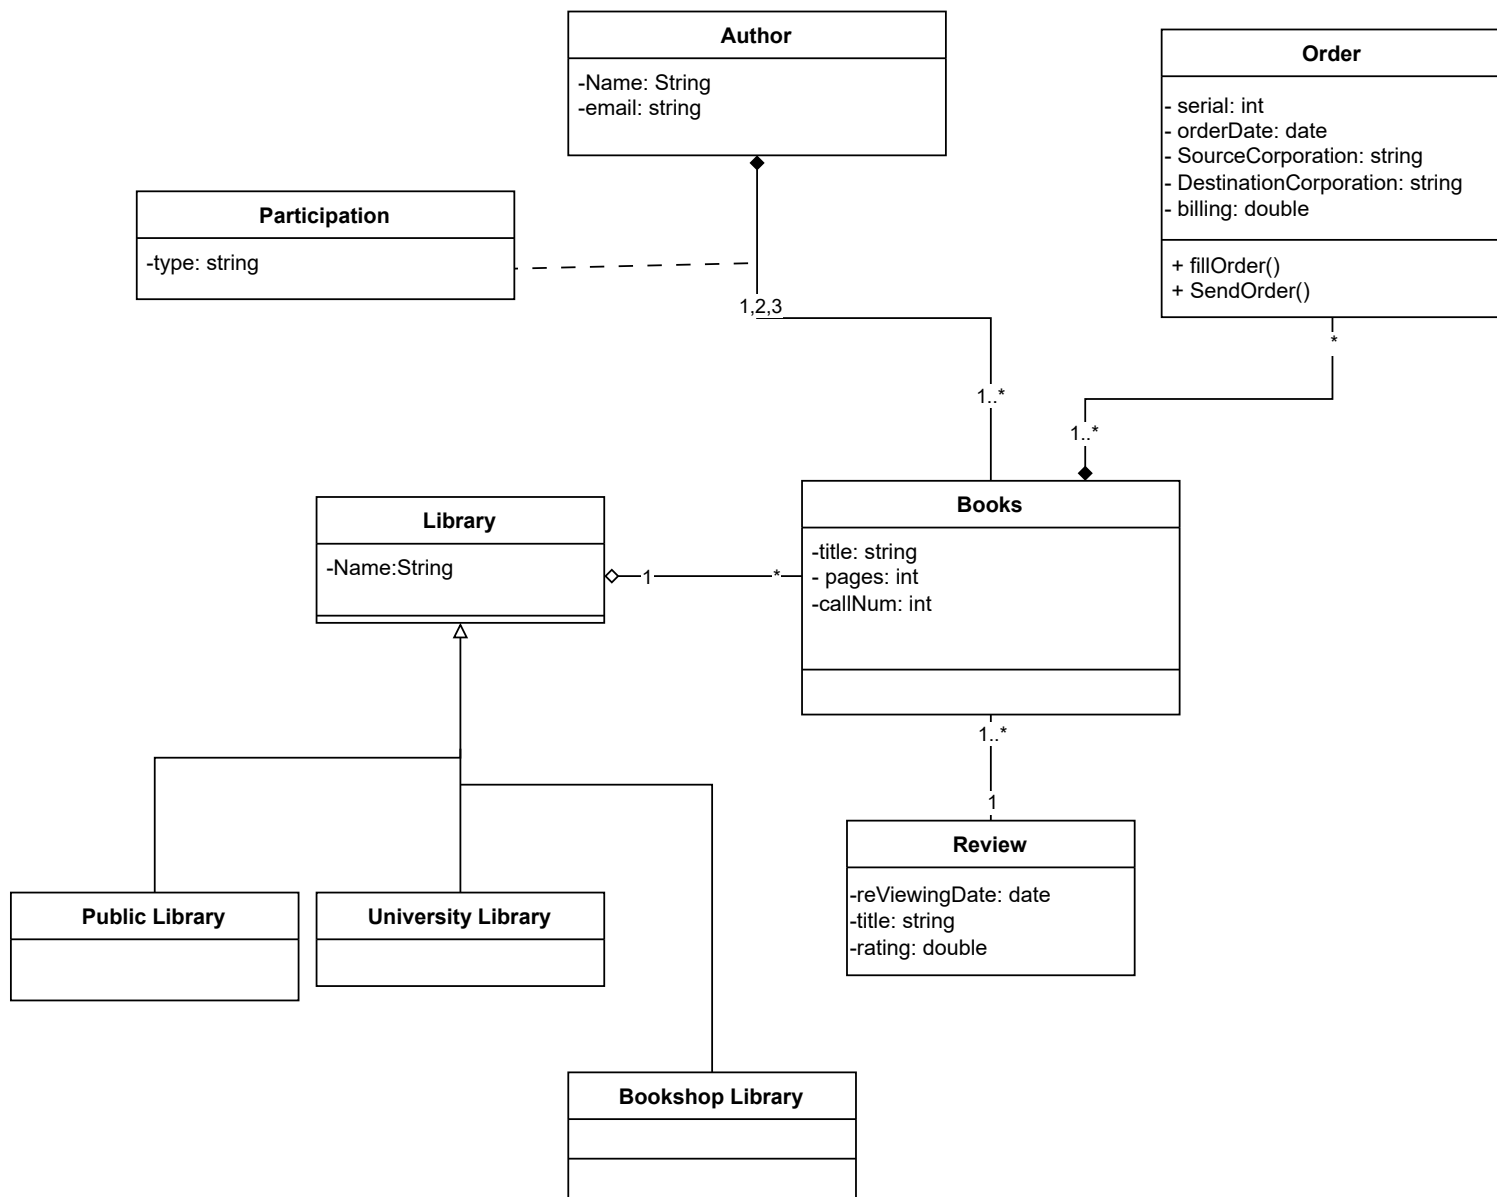 Author
-Name: String
-email: string
Order
- serial: int
- orderDate: date
- SourceCorporation: string
- DestinationCorporation: string
- billing: double
+ fillOrder()
+ SendOrder()
Participation
-type: string
1,2,3
*
1..*
1..*
Library
-Name:String
1
*
Books
-title: string
- pages: int
-callNum: int
1..*
1
Review
-reViewingDate: date
-title: string
-rating: double
Public Library
University Library
Bookshop Library